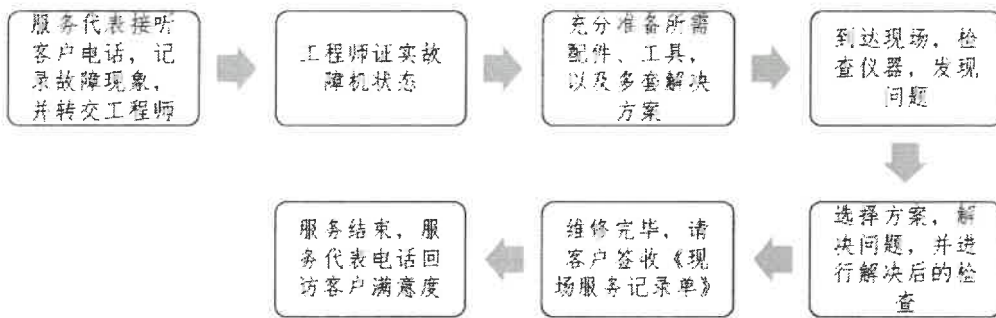 服务代表接听
客户电话，记
录故障现象，
并转交工程师
工程师证实故
障机状态
充分准备所需
配件、工具，
以及多套解决
方案
到达现场，检
查仪器，发现
问题
选择方案，解
决问题，并进
行解决后的检
查
维修完毕，请
客户签收《现
场服务记录单》
服务结束，服
务代表电话回
访客户满意度